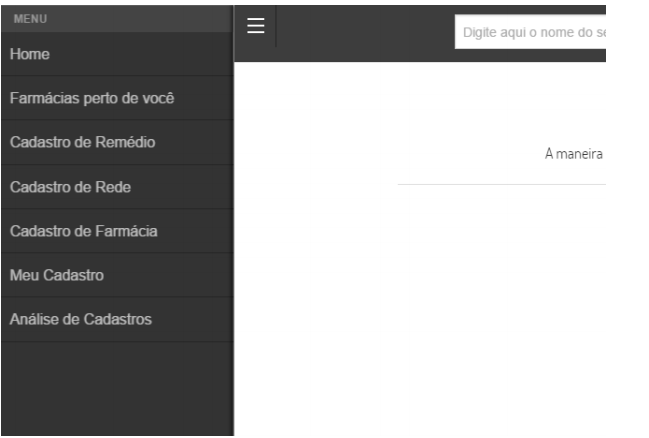 MENU
Home
Farmácias perto de você
Cadastro de Remédio
Cadastro de Rede
Cadastro de Farmácia
Meu Cadastro
Análise de Cadastros
Digite aqui o nome do se
A maneira